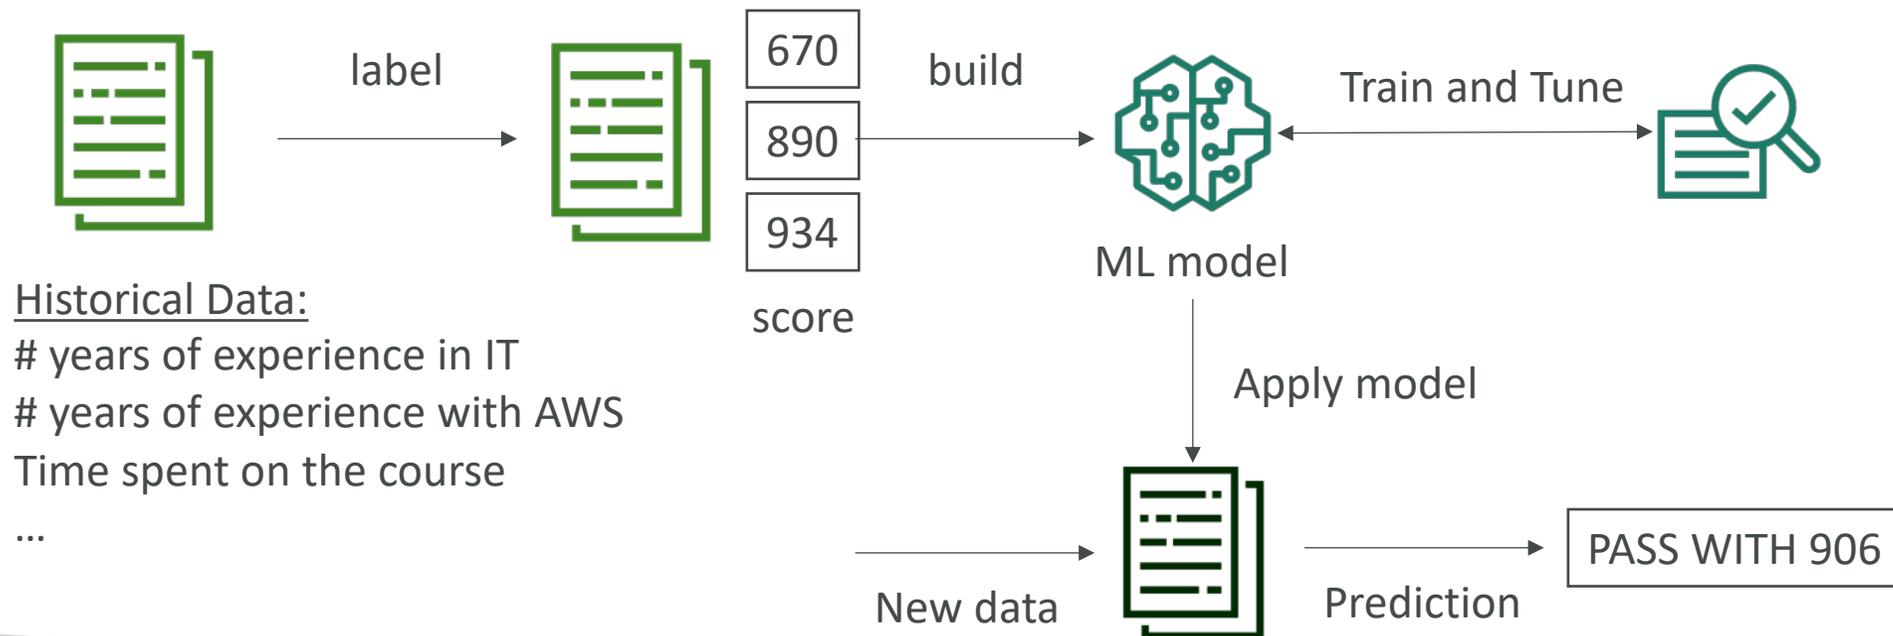 label
670
890
934
score
build
Train and Tune
ML model
Historical Data:
# years of experience in IT
# years of experience with AWS
Time spent on the course
...
Apply model
New data
Prediction
PASS WITH 906